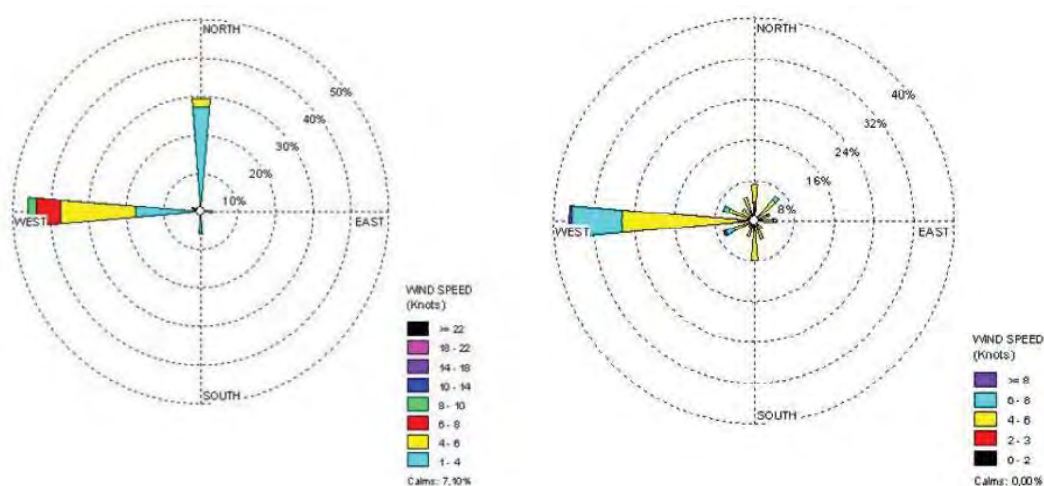 NORTH
50%
40%
30%
20%
10%
WEST
EAST
SOUTH
WIND SPEED
(Knots)
>= 22
18 - 22
14 - 18
10 - 14
8 - 10
6 - 8
4 - 6
1 - 4
Calms: 7,10%
NORTH
40%
32%
24%
16%
8%
WEST
EAST
SOUTH
WIND SPEED
(Knots)
>= 8
6 - 8
4 - 6
2 - 3
0 - 2
Calms: 0,00%